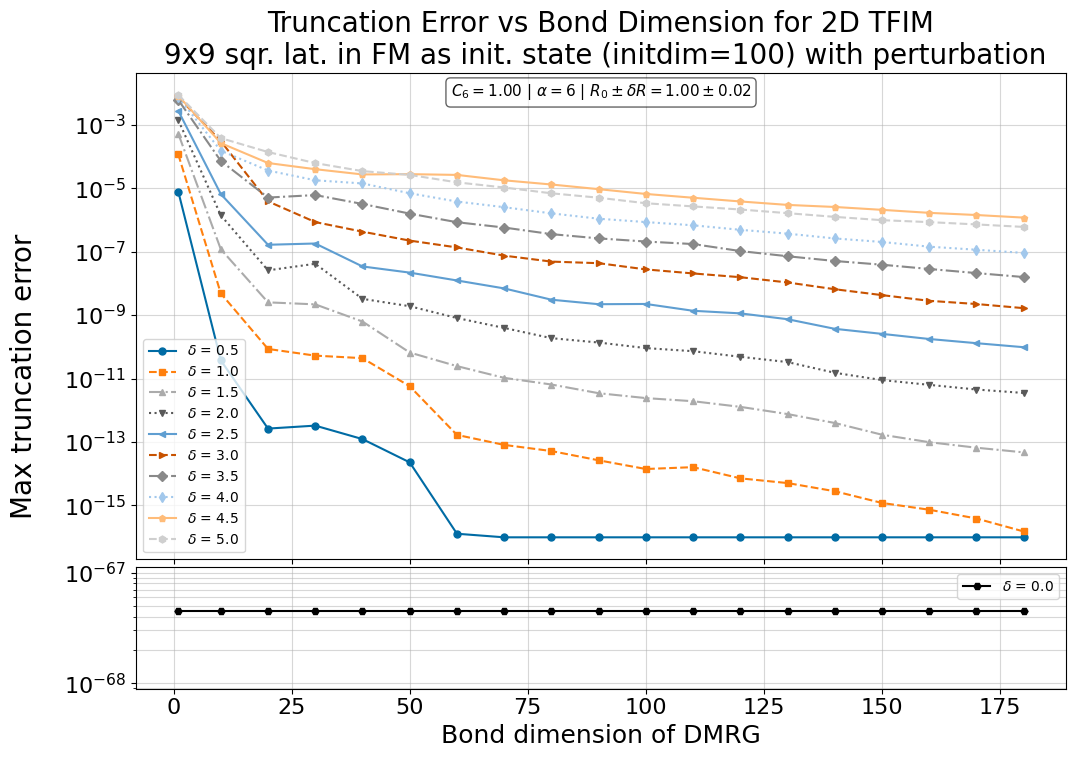 Truncation Error vs Bond Dimension for 2D TFIM
9x9 sqr. lat. in FM as init. state (initdim=100) with perturbation
C₆ = 1.00 | α = 6 | R₀ ± δR = 1.00 ± 0.02
Max truncation error
10⁻³
10⁻⁵
10⁻⁷
10⁻⁹
10⁻¹¹
10⁻¹³
10⁻¹⁵
δ = 0.5
δ = 1.0
δ = 1.5
δ = 2.0
δ = 2.5
δ = 3.0
δ = 3.5
δ = 4.0
δ = 4.5
δ = 5.0
10⁻⁶⁷
10⁻⁶⁸
δ = 0.0
0 25 50 75 100 125 150 175
Bond dimension of DMRG